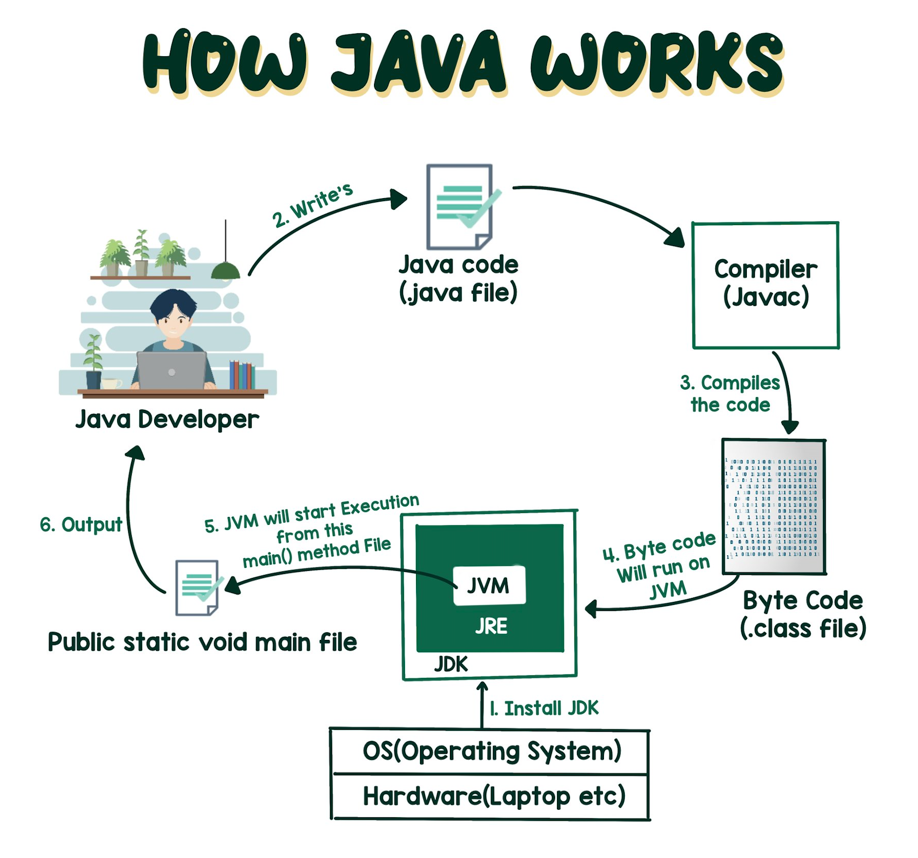 HOW JAVA WORKS
2. Write's
Java code
(.java file)
Compiler
(Javac)
3. Compiles
the code
Java Developer
6. Output
5. JVM will start Execution
from this
main() method File
4. Byte code
Will run on
JVM
JVM
JRE
JDK
Byte Code
(.class file)
Public static void main file
1. Install JDK
OS(Operating System)
Hardware(Laptop etc)